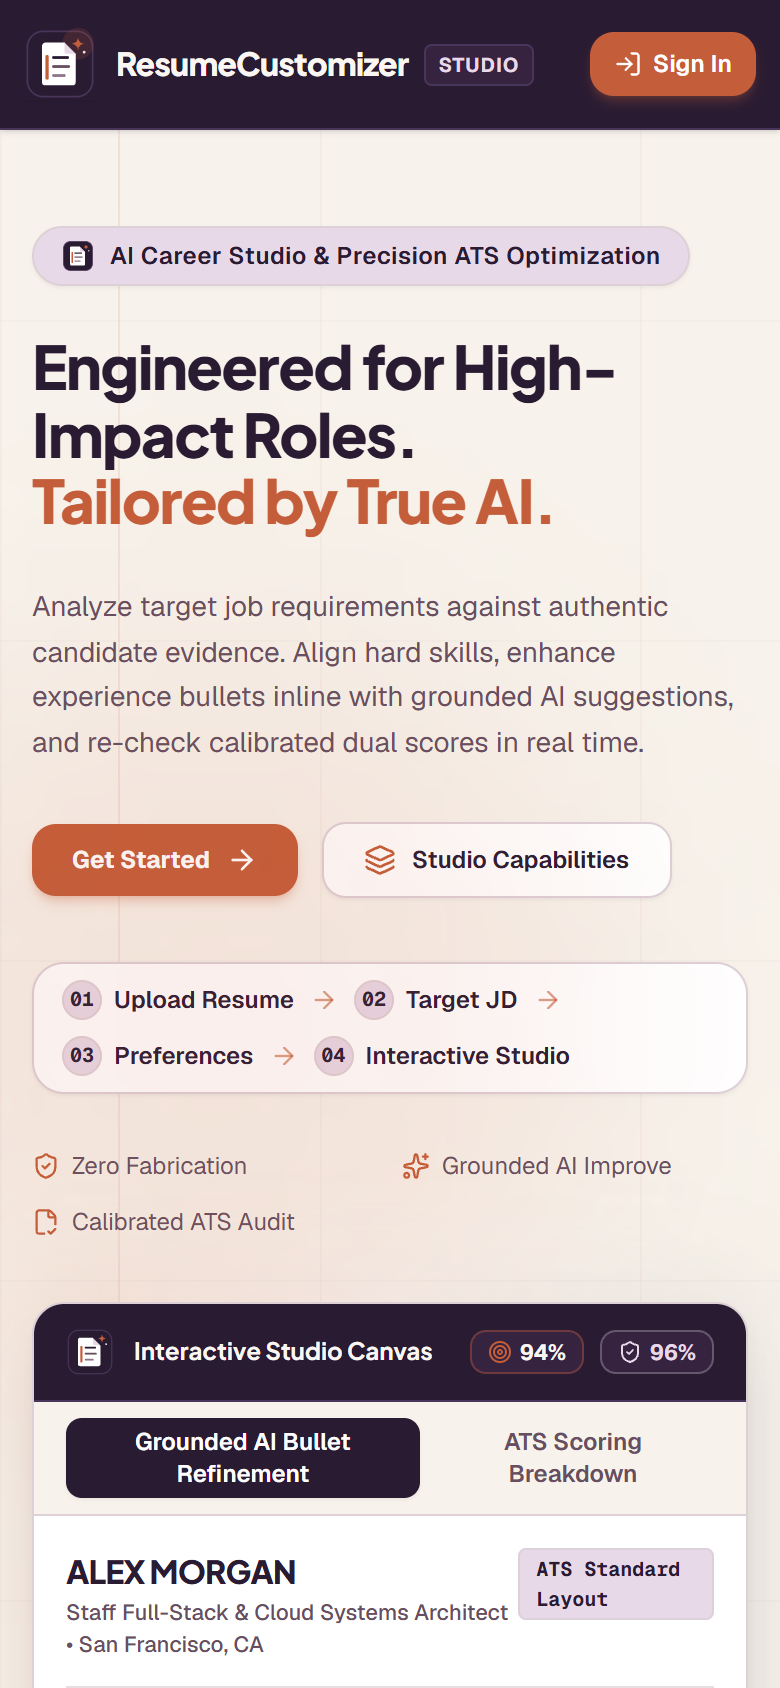 ResumeCustomizer STUDIO Sign In
AI Career Studio & Precision ATS Optimization
Engineered for High-
Impact Roles.
Tailored by True AI.
Analyze target job requirements against authentic
candidate evidence. Align hard skills, enhance
experience bullets inline with grounded AI suggestions,
and re-check calibrated dual scores in real time.
Get Started → Studio Capabilities
01 Upload Resume → 02 Target JD →
03 Preferences → 04 Interactive Studio
Zero Fabrication Grounded AI Improve
Calibrated ATS Audit
Interactive Studio Canvas 94% 96%
Grounded AI Bullet
Refinement
ATS Scoring
Breakdown
ALEX MORGAN
Staff Full-Stack & Cloud Systems Architect
• San Francisco, CA
ATS Standard
Layout